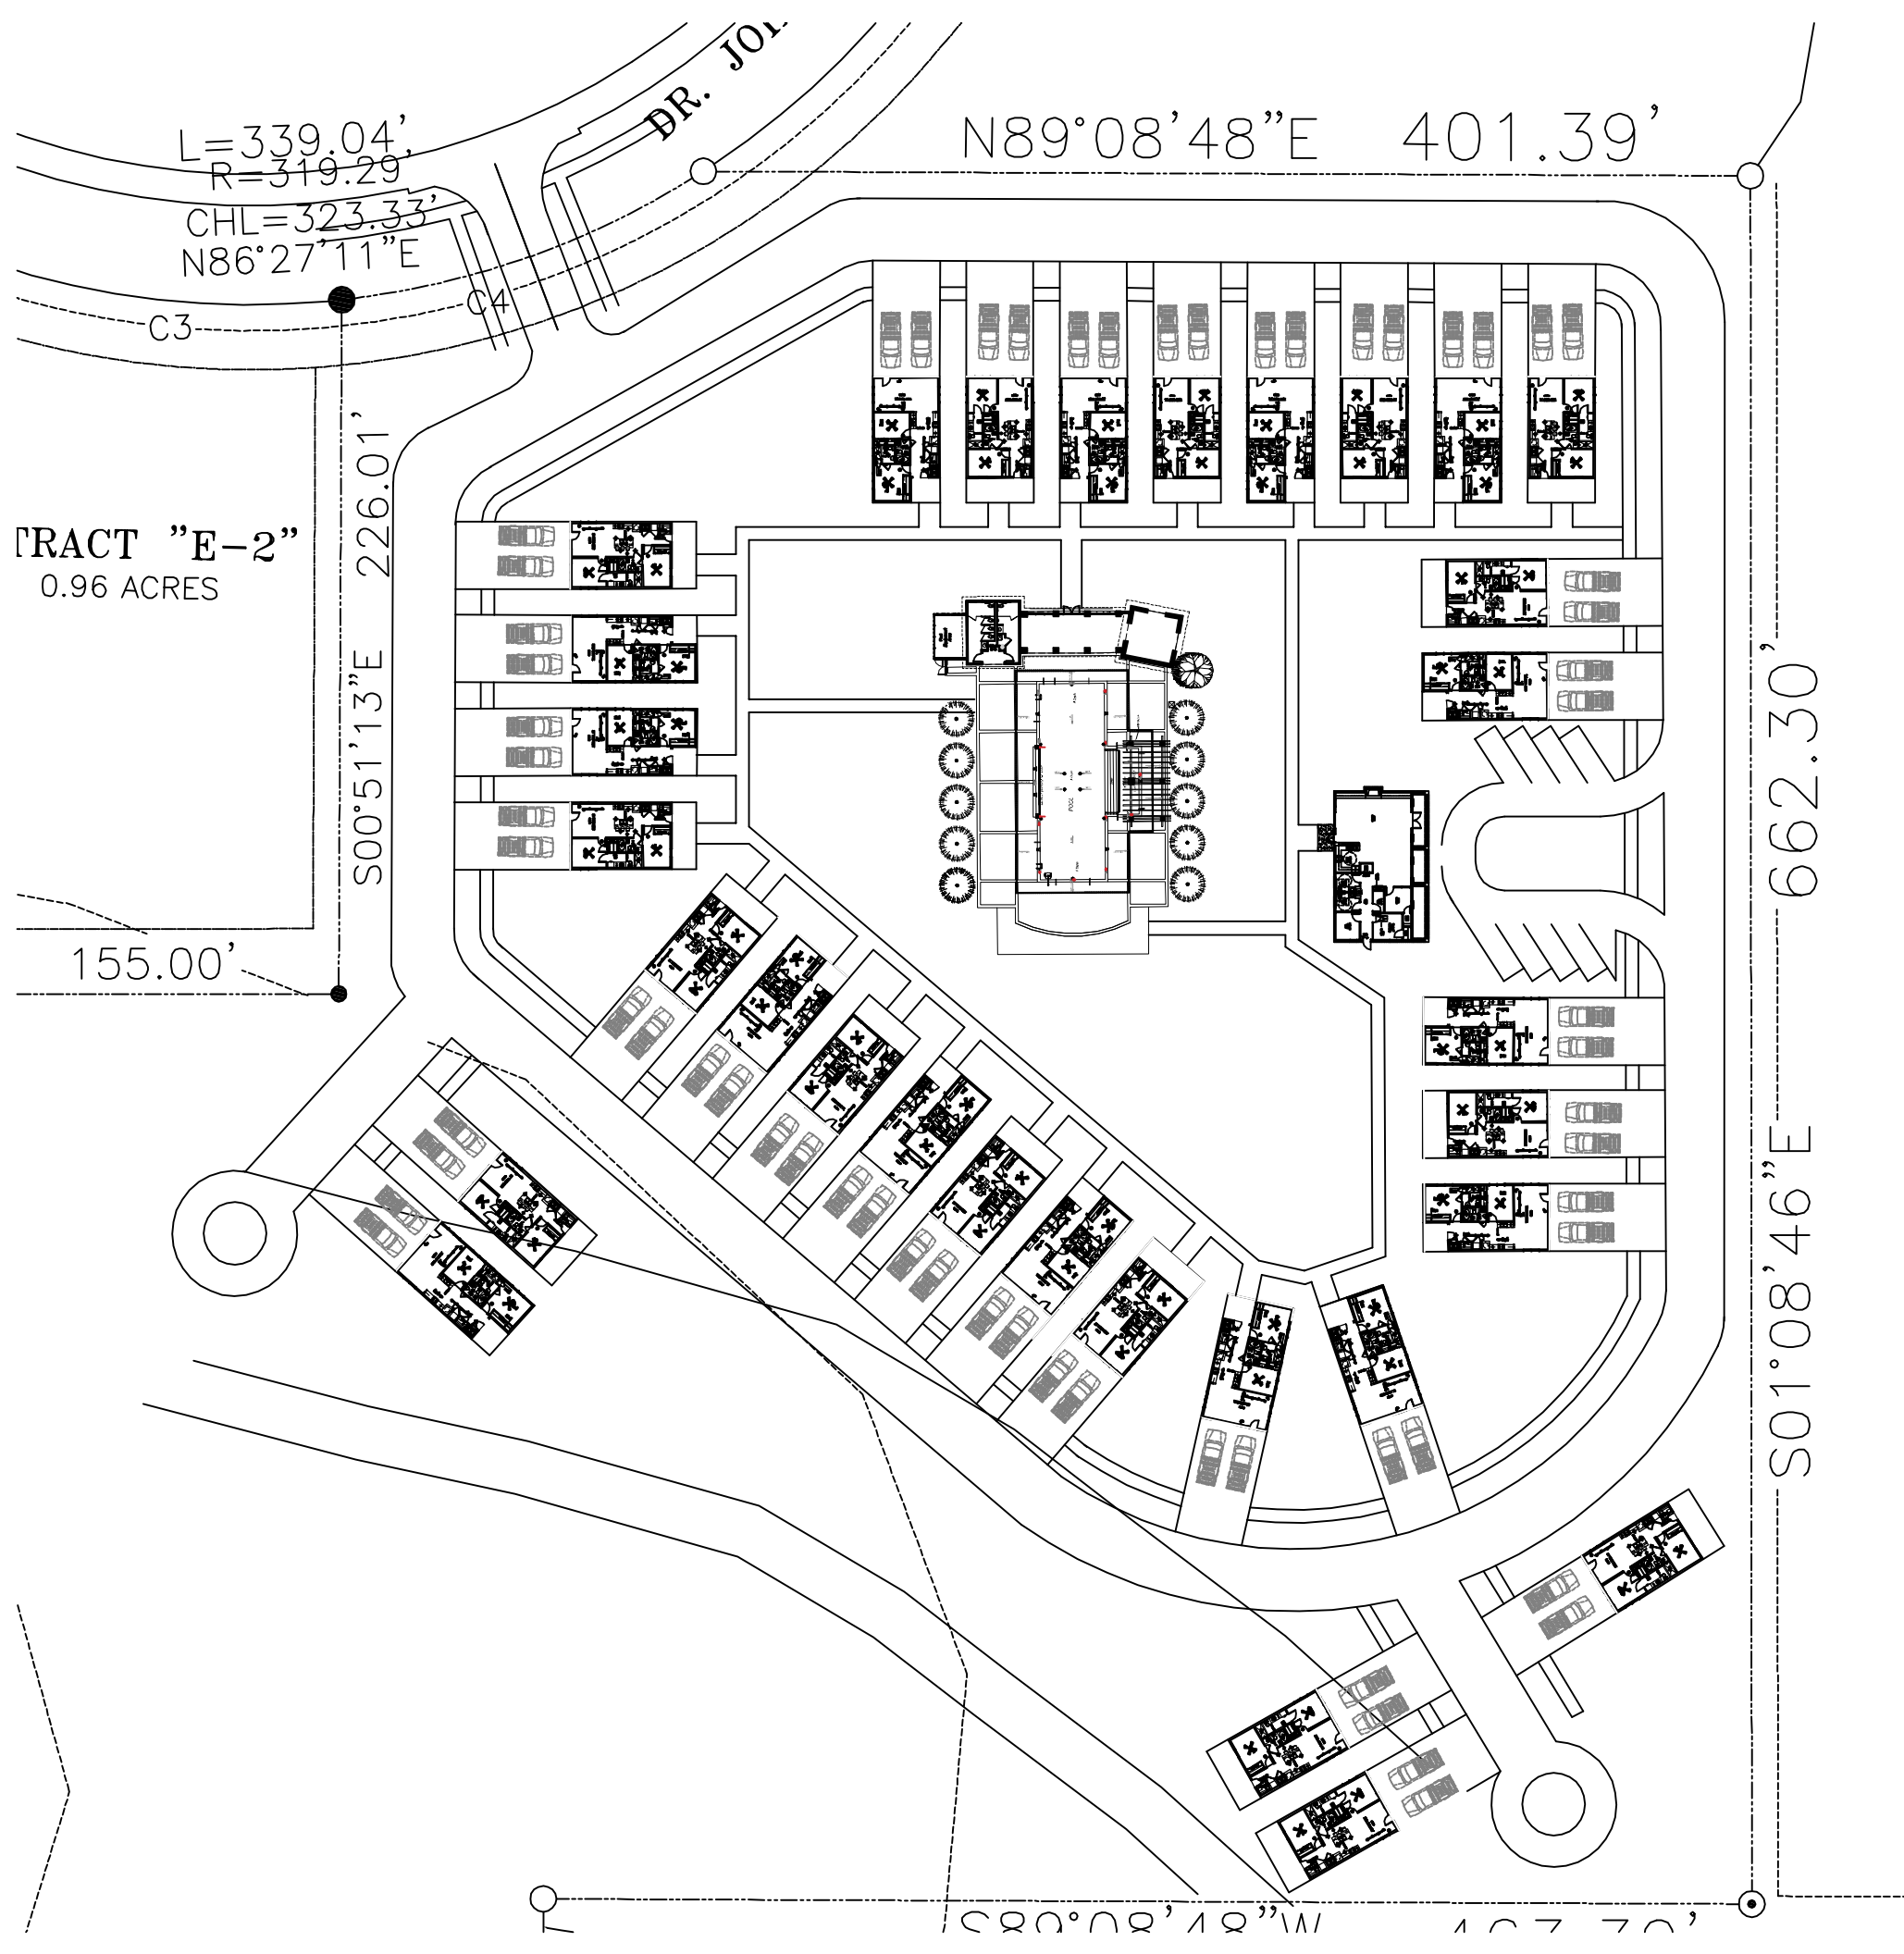 DR.
L=339.04'
R=319.29'
CHL=323.33'
N86°27'11"E
N89°08'48"E 401.39'
C3
C4
S00°51'13"E 226.01'
TRACT "E-2"
0.96 ACRES
155.00'
POOL
662.30'
S01°08'46"E
S89°08'48"W